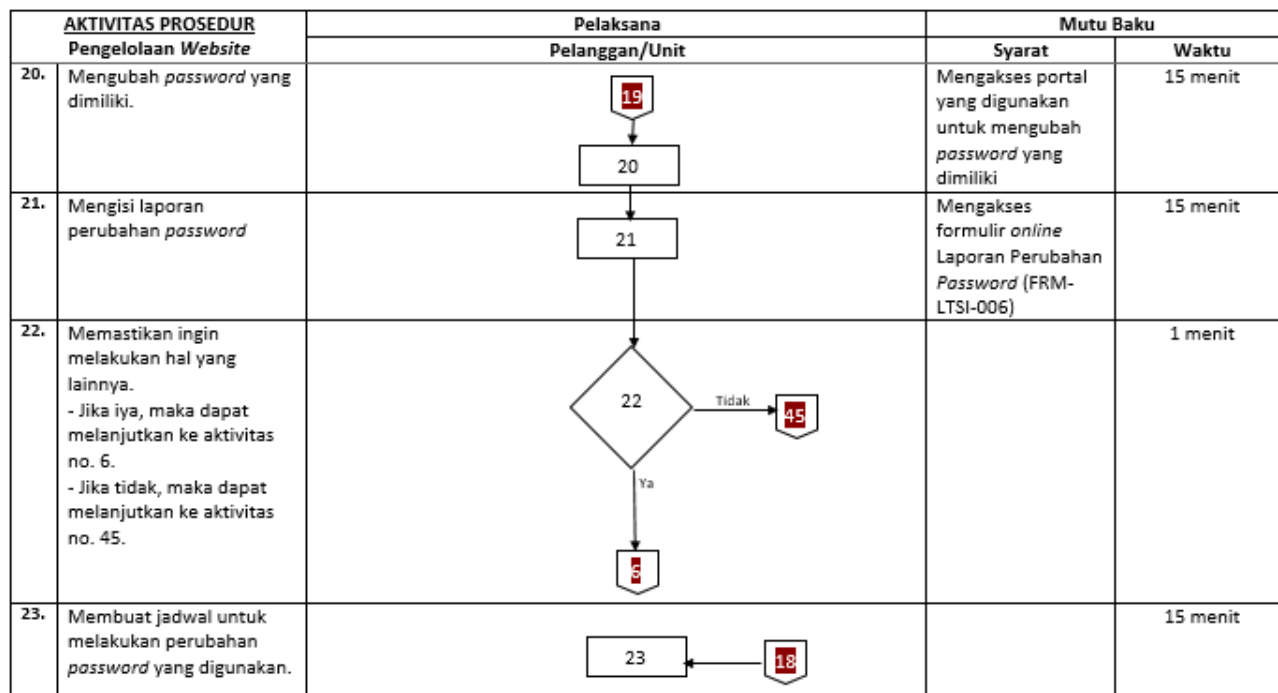 AKTIVITAS PROSEDUR
Pengelolaan Website
Pelaksana
Pelanggan/Unit
Mutu Baku
Syarat
Waktu
20.
Mengubah password yang
dimiliki.
19
20
Mengakses portal
yang digunakan
untuk mengubah
password yang
dimiliki
15 menit
21.
Mengisi laporan
perubahan password
21
Mengakses
formulir online
Laporan Perubahan
Password (FRM-
LTSI-006)
15 menit
22.
Memastikan ingin
melakukan hal yang
lainnya.
- Jika iya, maka dapat
melanjutkan ke aktivitas
no. 6.
- Jika tidak, maka dapat
melanjutkan ke aktivitas
no. 45.
22
Tidak
45
Ya
6
1 menit
23.
Membuat jadwal untuk
melakukan perubahan
password yang digunakan.
23
18
15 menit